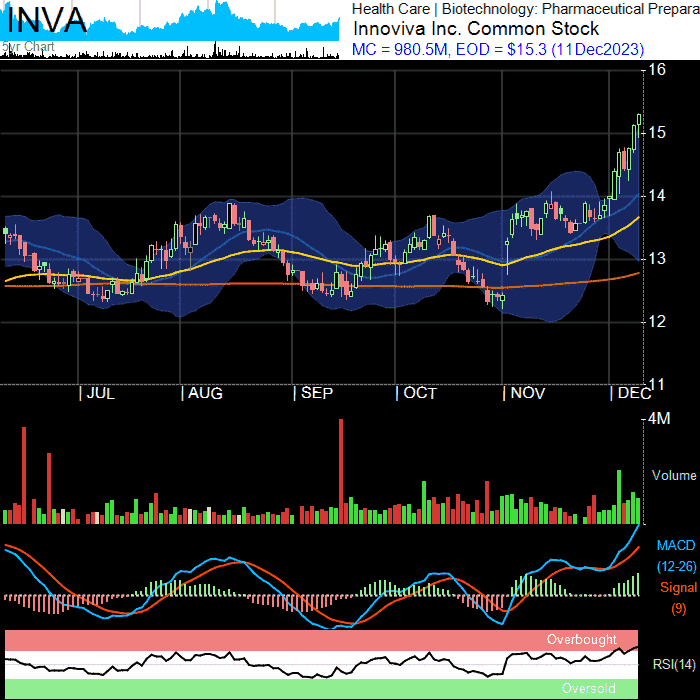 INVA
5yr Chart
Health Care | Biotechnology: Pharmaceutical Prepara
Innoviva Inc. Common Stock
MC = 980.5M, EOD = $15.3 (11Dec2023)
16
15
14
13
12
11
| JUL | AUG | SEP | OCT | NOV | DEC
4M
Volume
MACD
(12-26)
Signal
(9)
Overbought
RSI(14)
Oversold